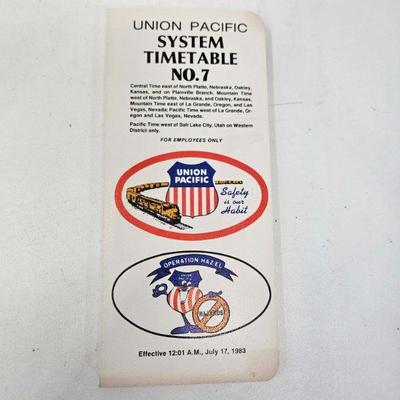 UNION PACIFIC
SYSTEM
TIMETABLE
NO.7
Central Time east of North Platte, Nebraska, Oakley,
Kansas, and on Plainville Branch. Mountain Time
west of North Platte, Nebraska, and Oakley, Kansas.
Mountain Time east of La Grande, Oregon, and Las
Vegas, Nevada; Pacific Time west of La Grande, Or-
egon and Las Vegas, Nevada.
Pacific Time west of Salt Lake City, Utah on Western
District only.
FOR EMPLOYEES ONLY
UNION
PACIFIC
Safety
is our
Habit
OPERATION HAZEL
UNION
PACIFIC
HAZARDS
Effective 12:01 A.M., July 17, 1983